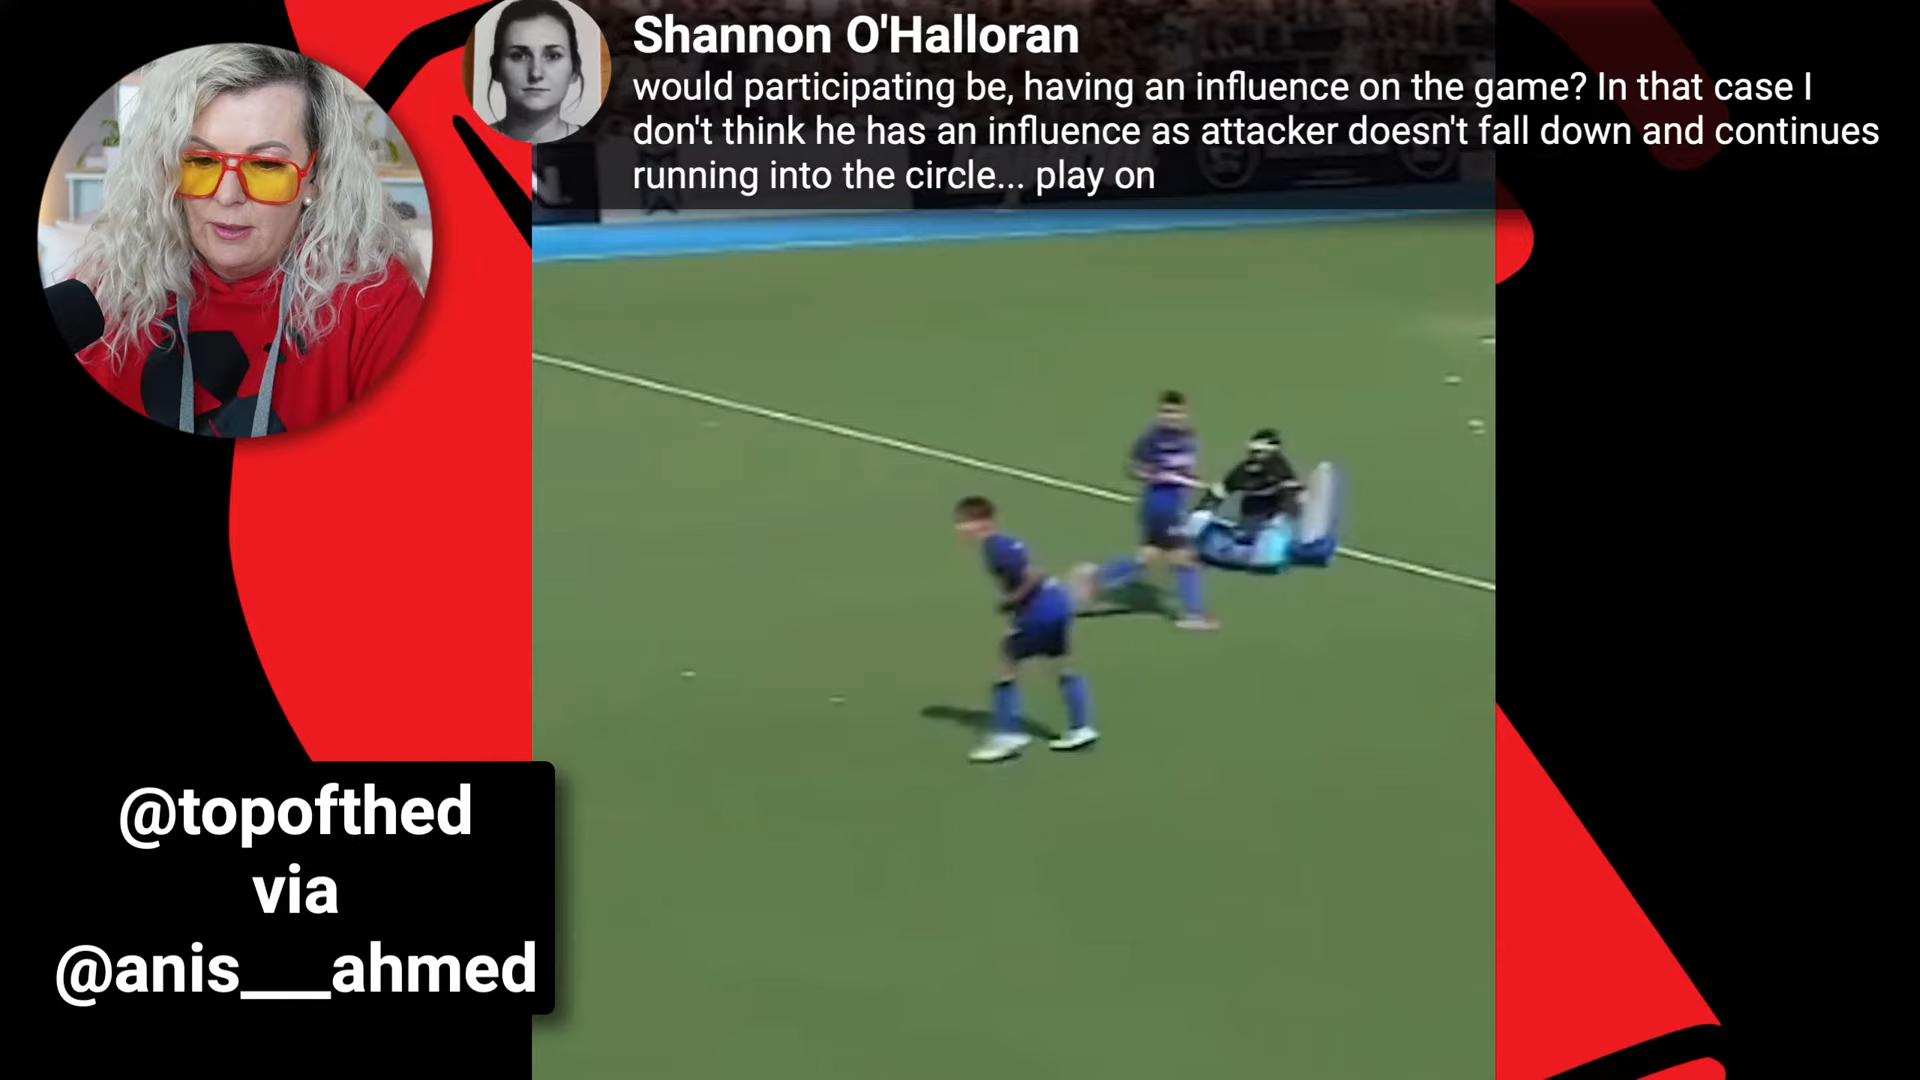 Shannon O'Halloran
would participating be, having an influence on the game? In that case I
don't think he has an influence as attacker doesn't fall down and continues
running into the circle... play on
@topofthed
via
@anis___ahmed